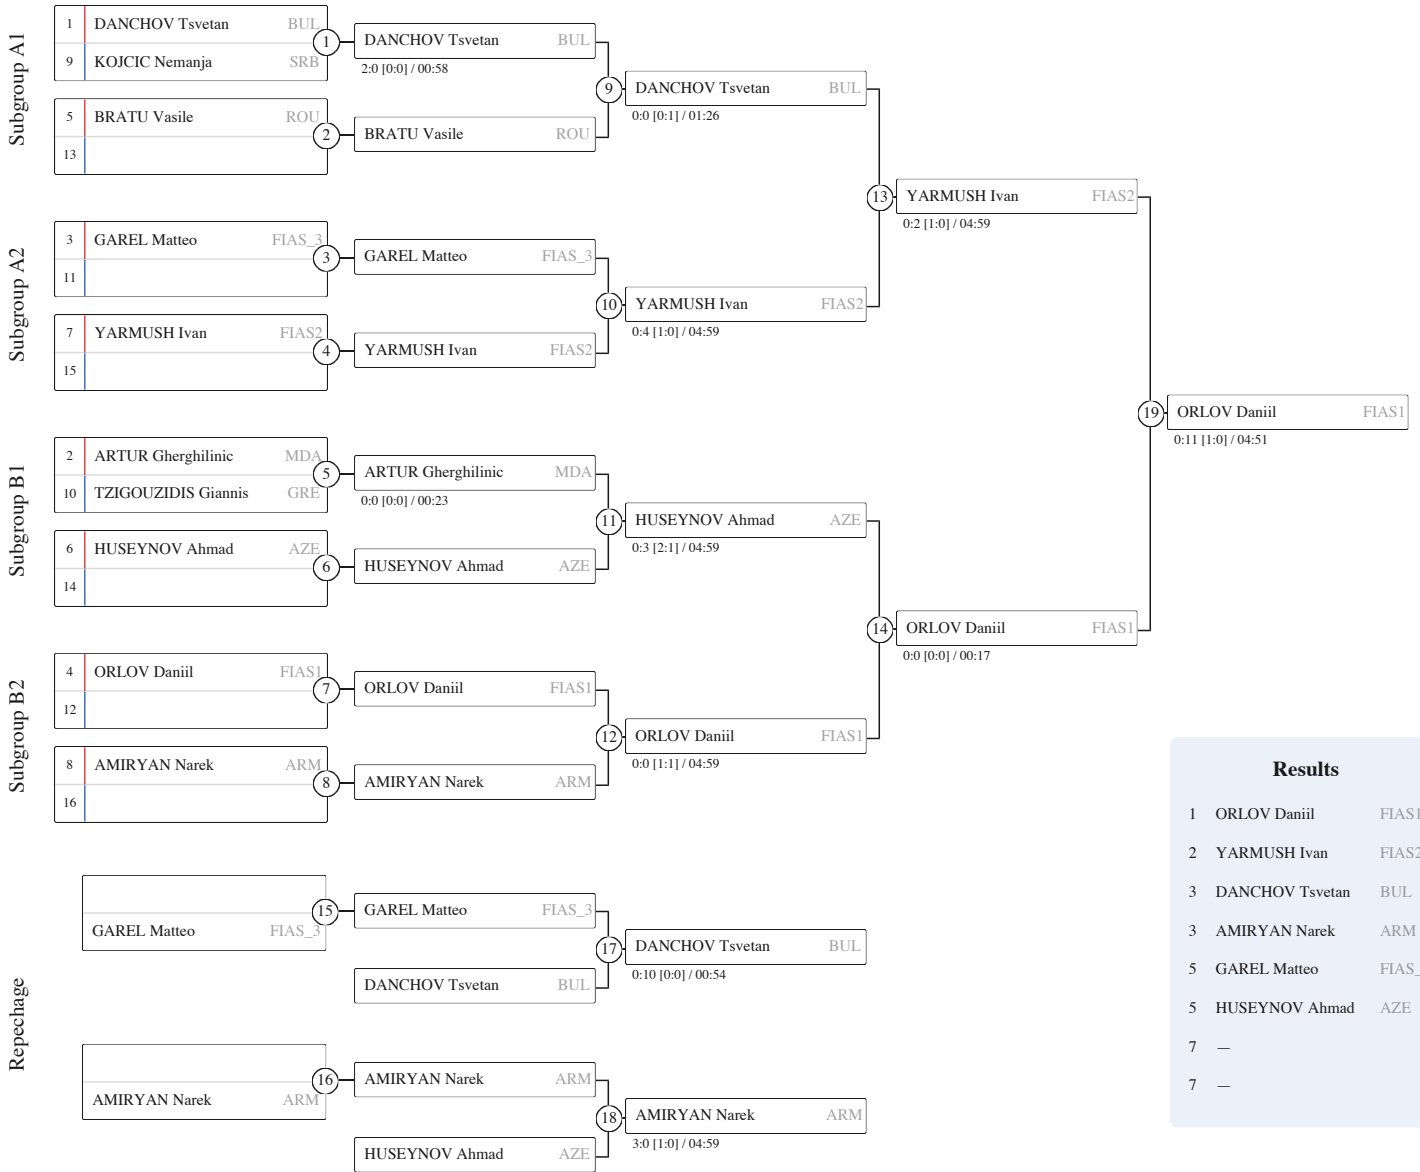 Subgroup A1
1 DANCHOV Tsvetan BUL
9 KOJCIC Nemanja SRB
1
DANCHOV Tsvetan BUL
2:0 [0:0] / 00:58
5 BRATU Vasile ROU
13
2
BRATU Vasile ROU
9
DANCHOV Tsvetan BUL
0:0 [0:1] / 01:26
Subgroup A2
3 GAREL Matteo FIAS_3
11
3
GAREL Matteo FIAS_3
7 YARMUSH Ivan FIAS2
15
4
YARMUSH Ivan FIAS2
10
YARMUSH Ivan FIAS2
0:4 [1:0] / 04:59
13
YARMUSH Ivan FIAS2
0:2 [1:0] / 04:59
Subgroup B1
2 ARTUR Gherghilinic MDA
10 TZIGOUZIDIS Giannis GRE
5
ARTUR Gherghilinic MDA
0:0 [0:0] / 00:23
6 HUSEYNOV Ahmad AZE
14
6
HUSEYNOV Ahmad AZE
11
HUSEYNOV Ahmad AZE
0:3 [2:1] / 04:59
Subgroup B2
4 ORLOV Daniil FIAS1
12
7
ORLOV Daniil FIAS1
8 AMIRYAN Narek ARM
16
8
AMIRYAN Narek ARM
12
ORLOV Daniil FIAS1
0:0 [1:1] / 04:59
14
ORLOV Daniil FIAS1
0:0 [0:0] / 00:17
19
ORLOV Daniil FIAS1
0:11 [1:0] / 04:51
Repechage
GAREL Matteo FIAS_3
15
GAREL Matteo FIAS_3
DANCHOV Tsvetan BUL
17
DANCHOV Tsvetan BUL
0:10 [0:0] / 00:54
AMIRYAN Narek ARM
16
AMIRYAN Narek ARM
HUSEYNOV Ahmad AZE
18
AMIRYAN Narek ARM
3:0 [1:0] / 04:59
Results
1 ORLOV Daniil FIAS1
2 YARMUSH Ivan FIAS2
3 DANCHOV Tsvetan BUL
3 AMIRYAN Narek ARM
5 GAREL Matteo FIAS_
5 HUSEYNOV Ahmad AZE
7 —
7 —